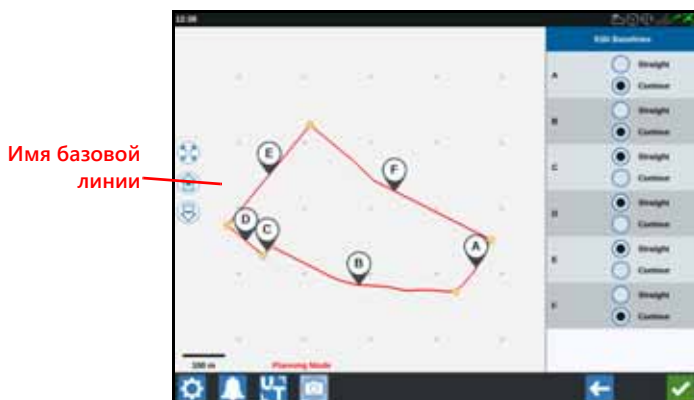 12:38
Edit Baselines
Straight
A
Contour
Straight
B
Contour
Straight
C
Contour
Straight
D
Contour
Straight
E
Contour
Straight
F
Contour
Имя базовой
линии
E
F
D
C
A
B
100 m
Planning Mode
U
T